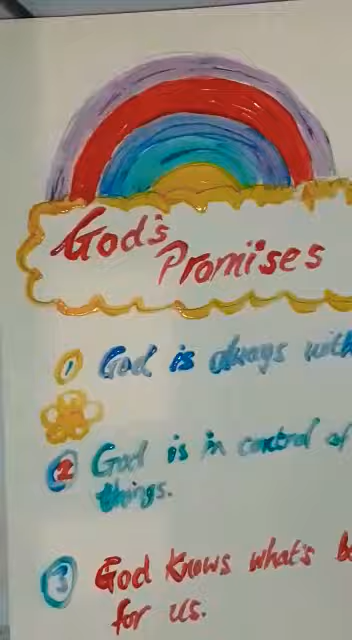 God's
Promises
1 God is always with
2 God is in control of
things.
3 God knows what's
for us.